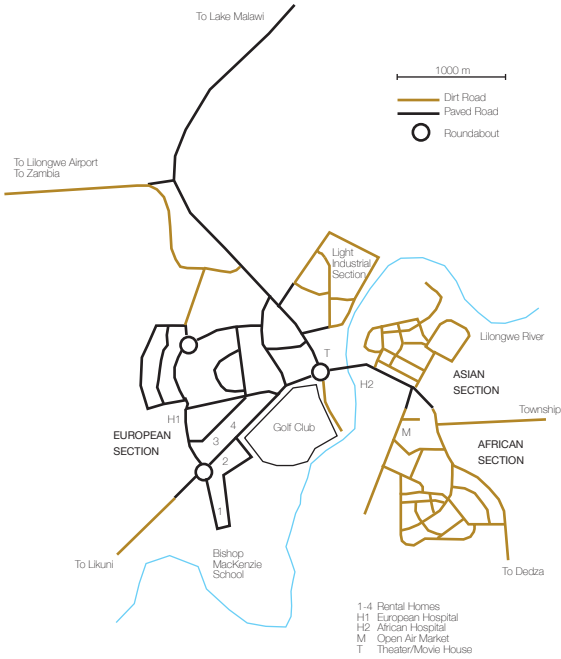 To Lake Malawi
1000 m
Dirt Road
Paved Road
Roundabout
To Lilongwe Airport
To Zambia
Light
Industrial
Section
Lilongwe River
T
H2
ASIAN
SECTION
Township
H1
4
3
2
1
Golf Club
M
EUROPEAN
SECTION
AFRICAN
SECTION
Bishop
MacKenzie
School
To Likuni
To Dedza
1-4 Rental Homes
H1 European Hospital
H2 African Hospital
M Open Air Market
T Theater/Movie House